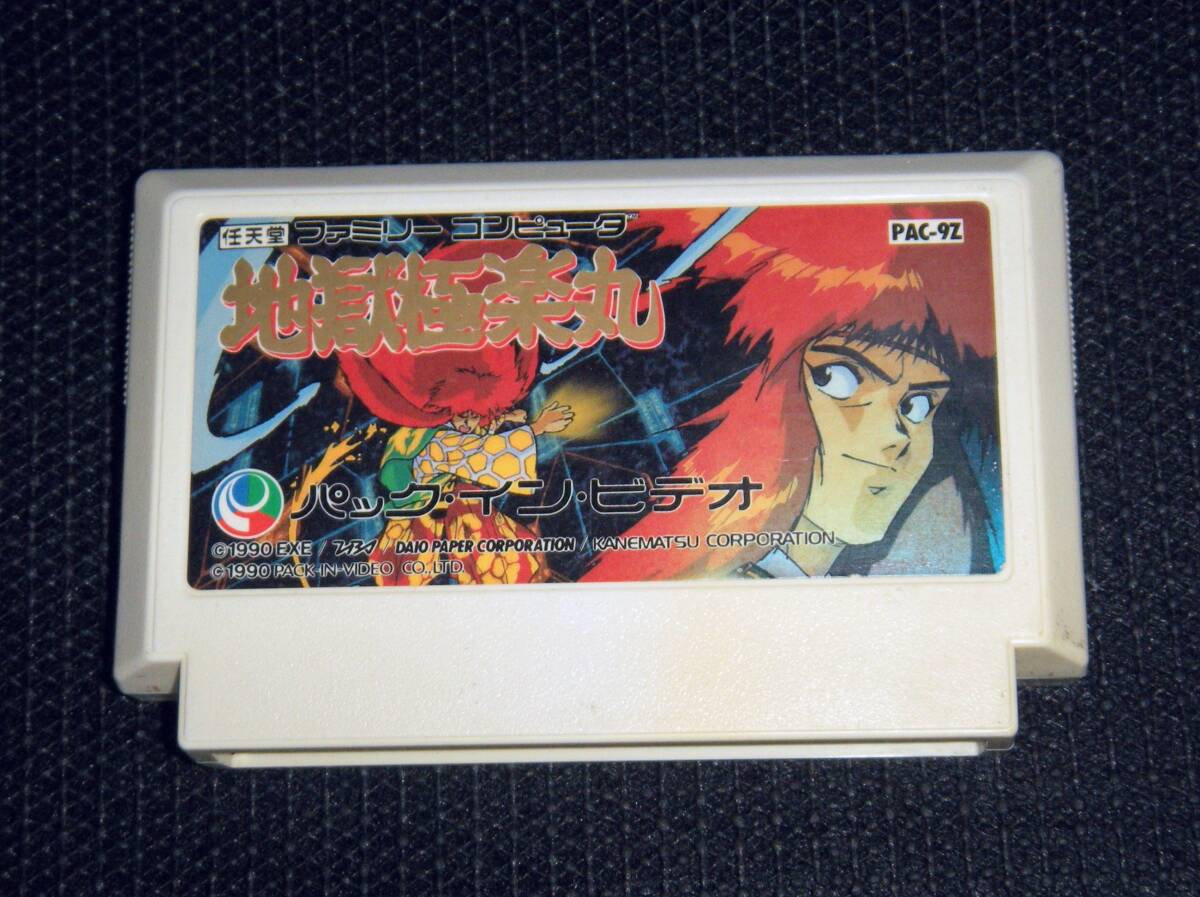 任天堂 ファミリー コンピュータ™
PAC-9Z
地獄極楽丸
パック・イン・ビデオ
©1990 EXE / / DAIO PAPER CORPORATION / KANEMATSU CORPORATION
©1990 PACK-IN-VIDEO CO.,LTD.